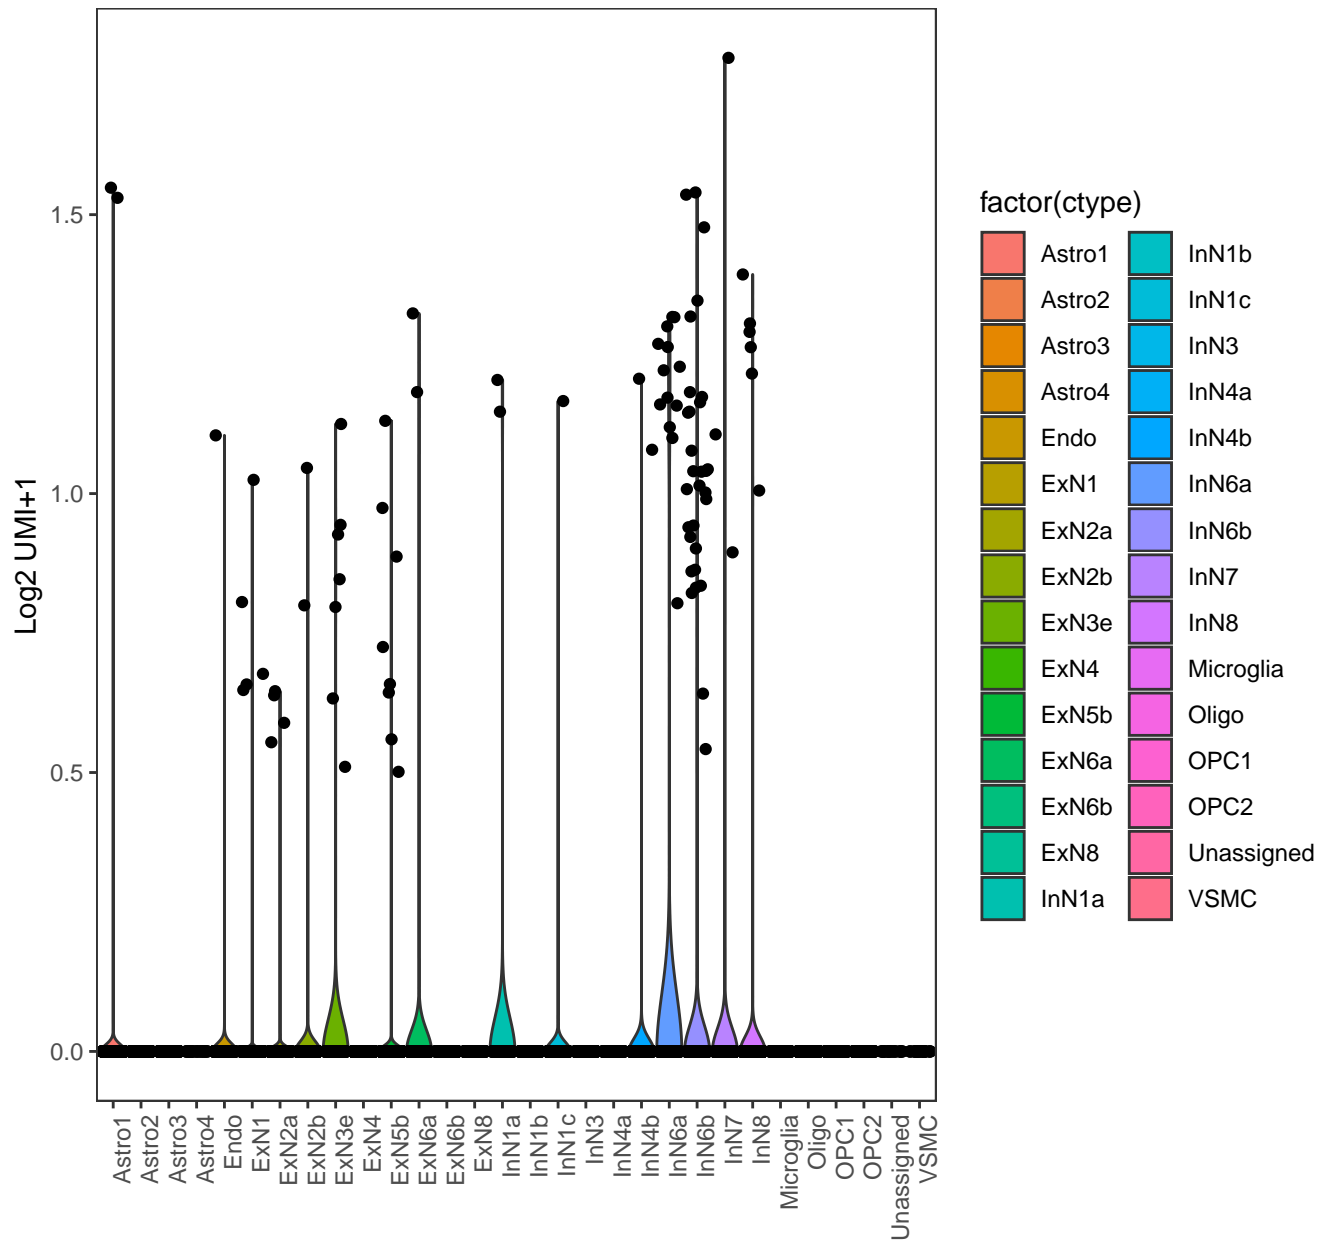 Log2 UMI+1
1.5
1.0
0.5
0.0
Astro1
Astro2
Astro3
Astro4
Endo
ExN1
ExN2a
ExN2b
ExN3e
ExN4
ExN5b
ExN6a
ExN6b
ExN8
InN1a
InN1b
InN1c
InN3
InN4a
InN4b
InN6a
InN6b
InN7
InN8
Microglia
Oligo
OPC1
OPC2
Unassigned
VSMC
factor(ctype)
Astro1
Astro2
Astro3
Astro4
Endo
ExN1
ExN2a
ExN2b
ExN3e
ExN4
ExN5b
ExN6a
ExN6b
ExN8
InN1a
InN1b
InN1c
InN3
InN4a
InN4b
InN6a
InN6b
InN7
InN8
Microglia
Oligo
OPC1
OPC2
Unassigned
VSMC